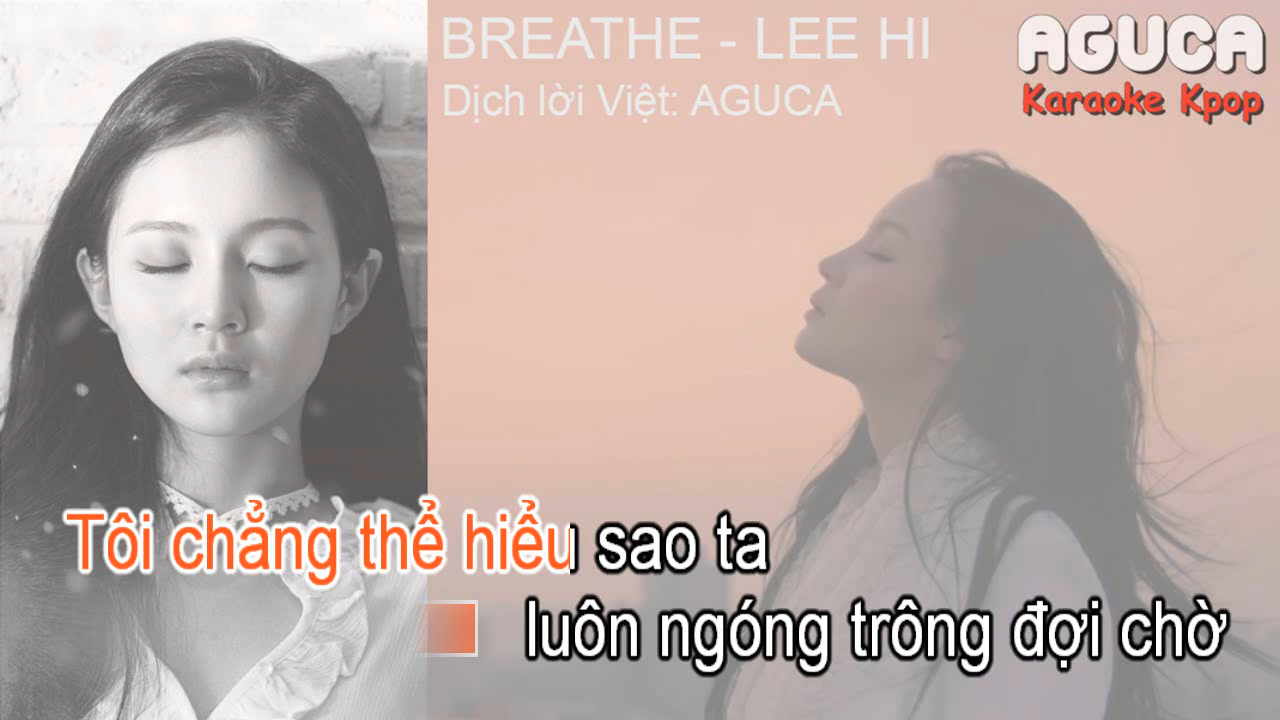 BREATHE - LEE HI
Dịch lời Việt: AGUCA
AGUCA
Karaoke Kpop
Tôi chẳng thể hiểu sao ta
luôn ngóng trông đợi chờ